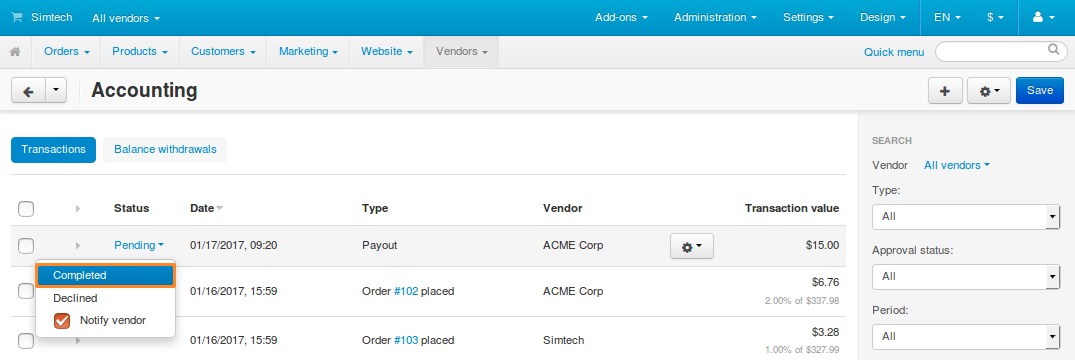 Simtech All vendors Add-ons Administration Settings Design EN $
Orders Products Customers Marketing Website Vendors Quick menu
Accounting Save
Transactions Balance withdrawals
SEARCH
Vendor All vendors
Type:
All
Approval status:
All
Period:
All
Status Date Type Vendor Transaction value
Pending 01/17/2017, 09:20 Payout ACME Corp $15.00
Completed
Declined
Notify vendor
01/16/2017, 15:59 Order #102 placed ACME Corp $6.76
2.00% of $337.98
01/16/2017, 15:59 Order #103 placed Simtech $3.28
1.00% of $327.99